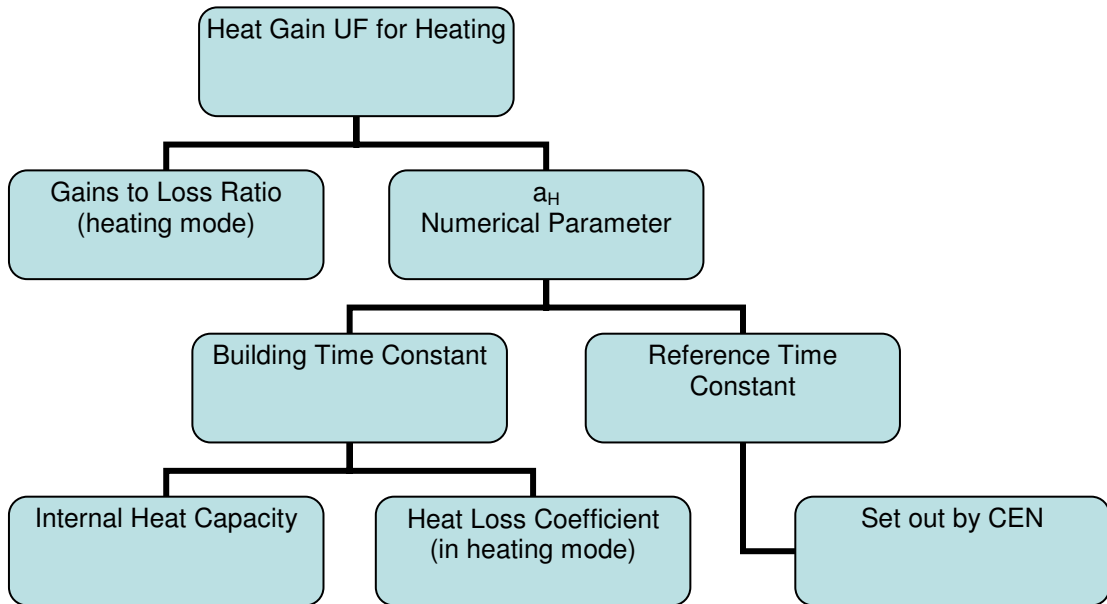 Heat Gain UF for Heating
Gains to Loss Ratio
(heating mode)
aH
Numerical Parameter
Building Time Constant
Reference Time
Constant
Internal Heat Capacity
Heat Loss Coefficient
(in heating mode)
Set out by CEN